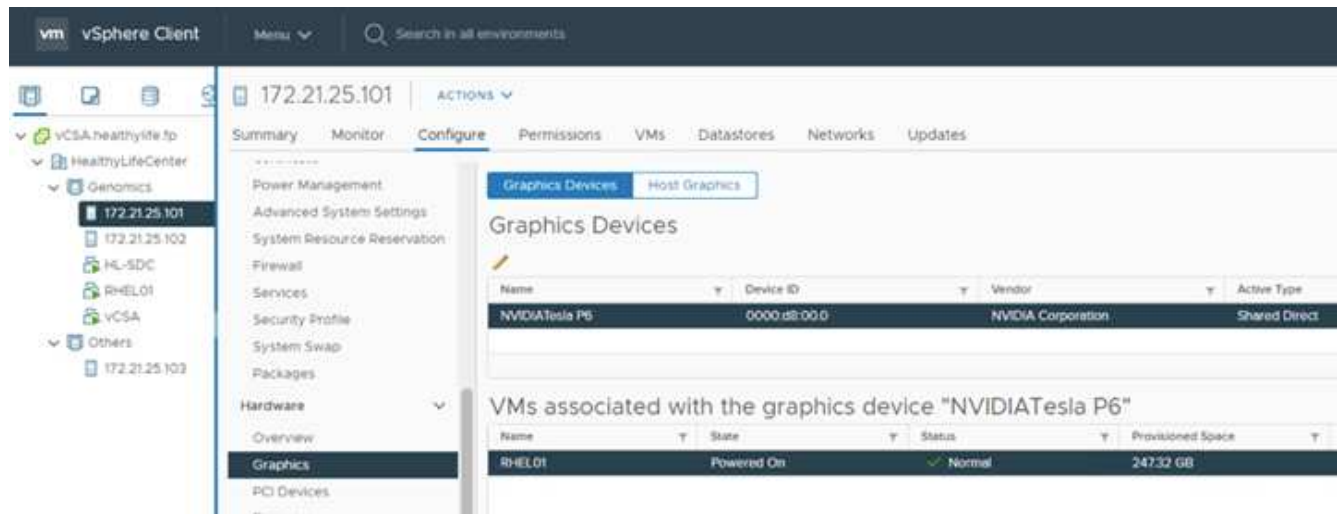 vm vSphere Client Menu Search in all environments
172.21.25.101 ACTIONS
Summary Monitor Configure Permissions VMs Datastores Networks Updates
vCSA.healthylife.fp
HealthyLifeCenter
Genomics
172.21.25.101
172.21.25.102
HL-SDC
RHEL01
vCSA
Others
172.21.25.103
Power Management
Advanced System Settings
System Resource Reservation
Firewall
Services
Security Profile
System Swap
Packages
Hardware
Overview
Graphics
PCI Devices
Graphics Devices Host Graphics
Graphics Devices
Name Device ID Vendor Active Type
NVIDIATesla P6 0000:d8:00.0 NVIDIA Corporation Shared Direct
VMs associated with the graphics device "NVIDIATesla P6"
Name State Status Provisioned Space
RHEL01 Powered On Normal 247.32 GB